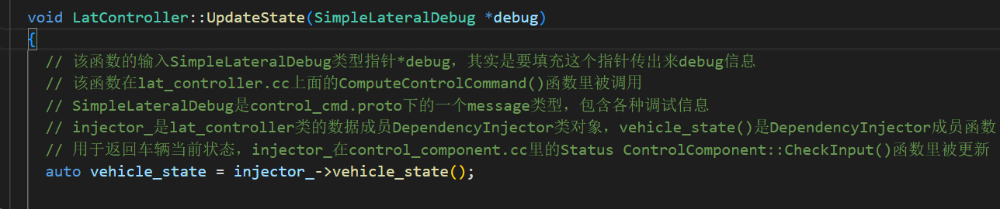 void LatController::UpdateState(SimpleLateralDebug *debug)
{
// 该函数的输入SimpleLateralDebug类型指针*debug，其实是要填充这个指针传出来debug信息
// 该函数在lat_controller.cc上面的ComputeControlCommand()函数里被调用
// SimpleLateralDebug是control_cmd.proto下的一个message类型，包含各种调试信息
// injector_是lat_controller类的数据成员DependencyInjector类对象，vehicle_state()是DependencyInjector成员函数
// 用于返回车辆当前状态，injector_在control_component.cc里的Status ControlComponent::CheckInput()函数里被更新
auto vehicle_state = injector_->vehicle_state();